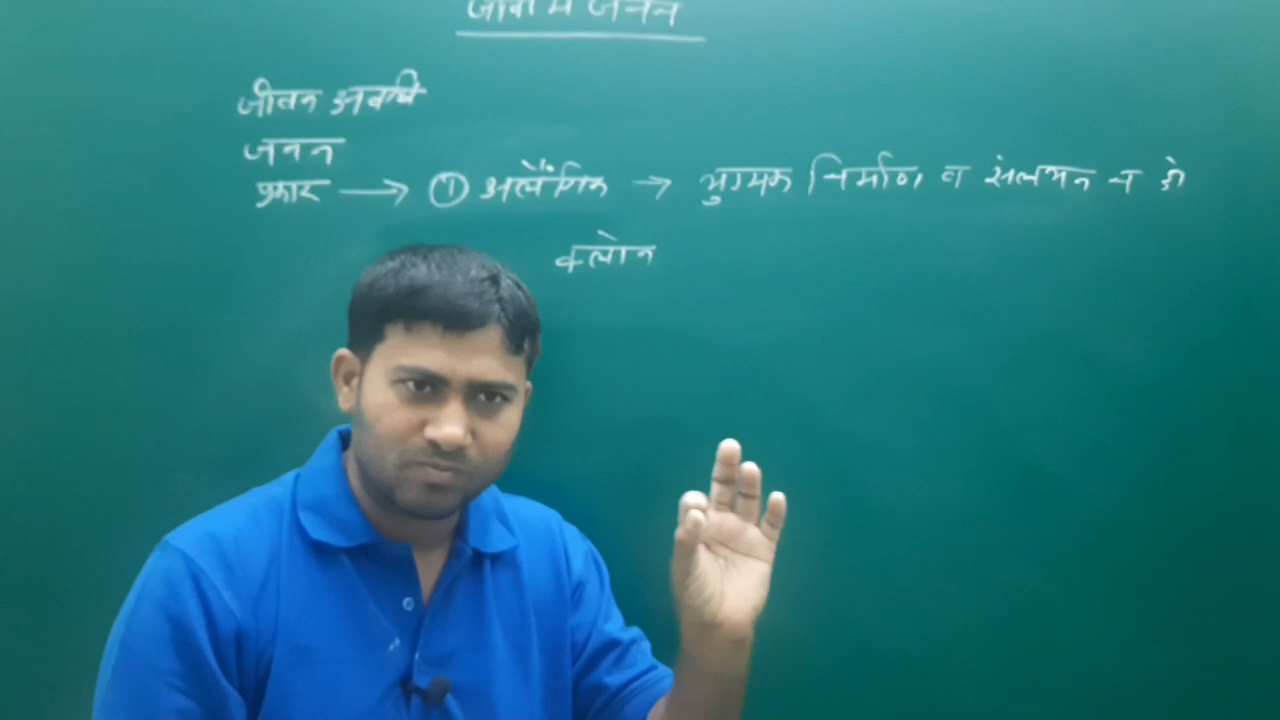 जीवों में जनन
जीवन अवधि
जनन
प्रकार → ① अलैंगिक → युग्मक निर्माण व संलयन न हो
क्लोन